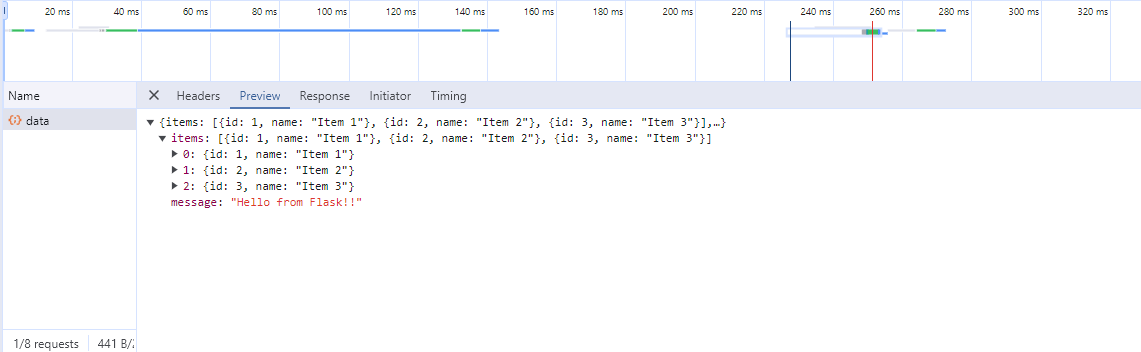 20 ms 40 ms 60 ms 80 ms 100 ms 120 ms 140 ms 160 ms 180 ms 200 ms 220 ms 240 ms 260 ms 280 ms 300 ms 320 ms
Name
Headers Preview Response Initiator Timing
data
{items: [{id: 1, name: "Item 1"}, {id: 2, name: "Item 2"}, {id: 3, name: "Item 3"}],…}
items: [{id: 1, name: "Item 1"}, {id: 2, name: "Item 2"}, {id: 3, name: "Item 3"}]
0: {id: 1, name: "Item 1"}
1: {id: 2, name: "Item 2"}
2: {id: 3, name: "Item 3"}
message: "Hello from Flask!!"
1/8 requests 441 B/